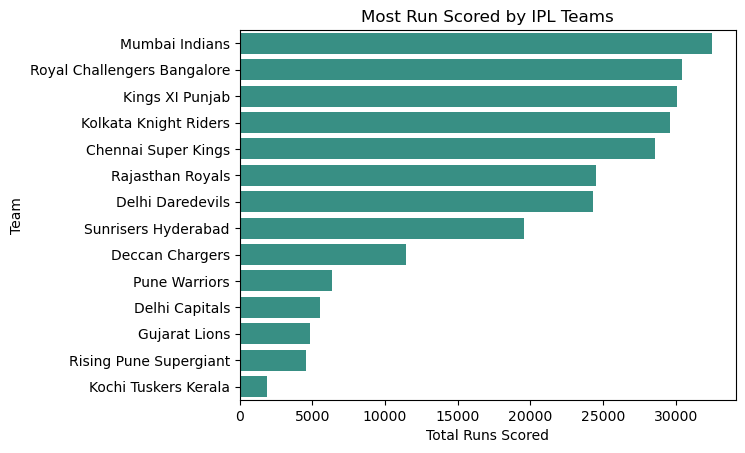 Most Run Scored by IPL Teams
Team
Mumbai Indians
Royal Challengers Bangalore
Kings XI Punjab
Kolkata Knight Riders
Chennai Super Kings
Rajasthan Royals
Delhi Daredevils
Sunrisers Hyderabad
Deccan Chargers
Pune Warriors
Delhi Capitals
Gujarat Lions
Rising Pune Supergiant
Kochi Tuskers Kerala
0 5000 10000 15000 20000 25000 30000
Total Runs Scored